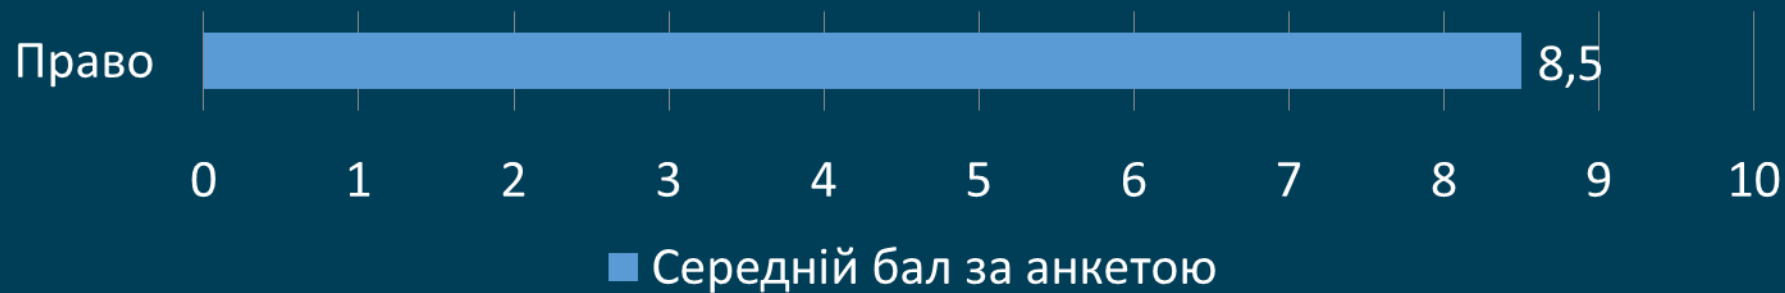 Право 8,5
0 1 2 3 4 5 6 7 8 9 10
Середній бал за анкетою